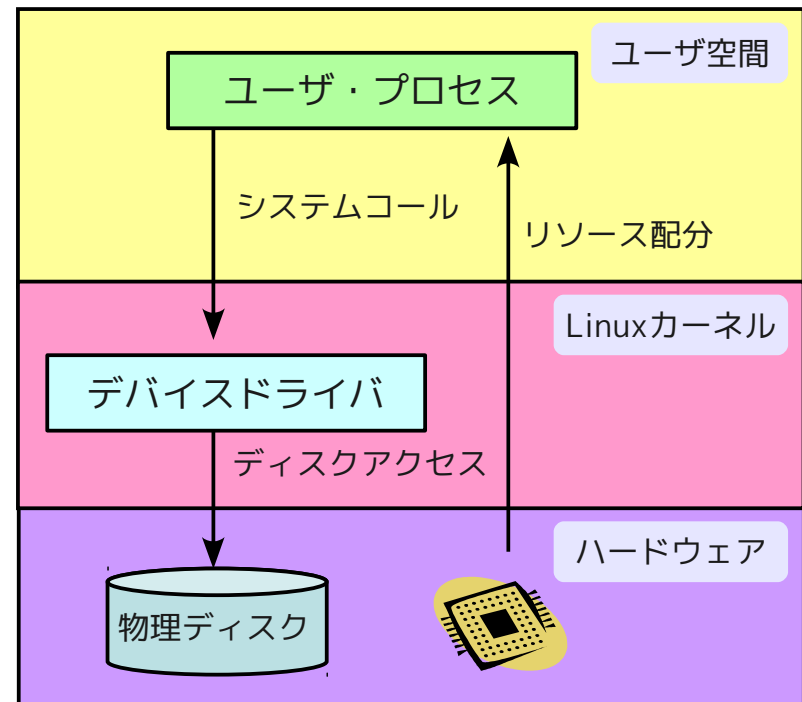 ユーザ空間
ユーザ・プロセス
システムコール
リソース配分
Linuxカーネル
デバイスドライバ
ディスクアクセス
ハードウェア
物理ディスク